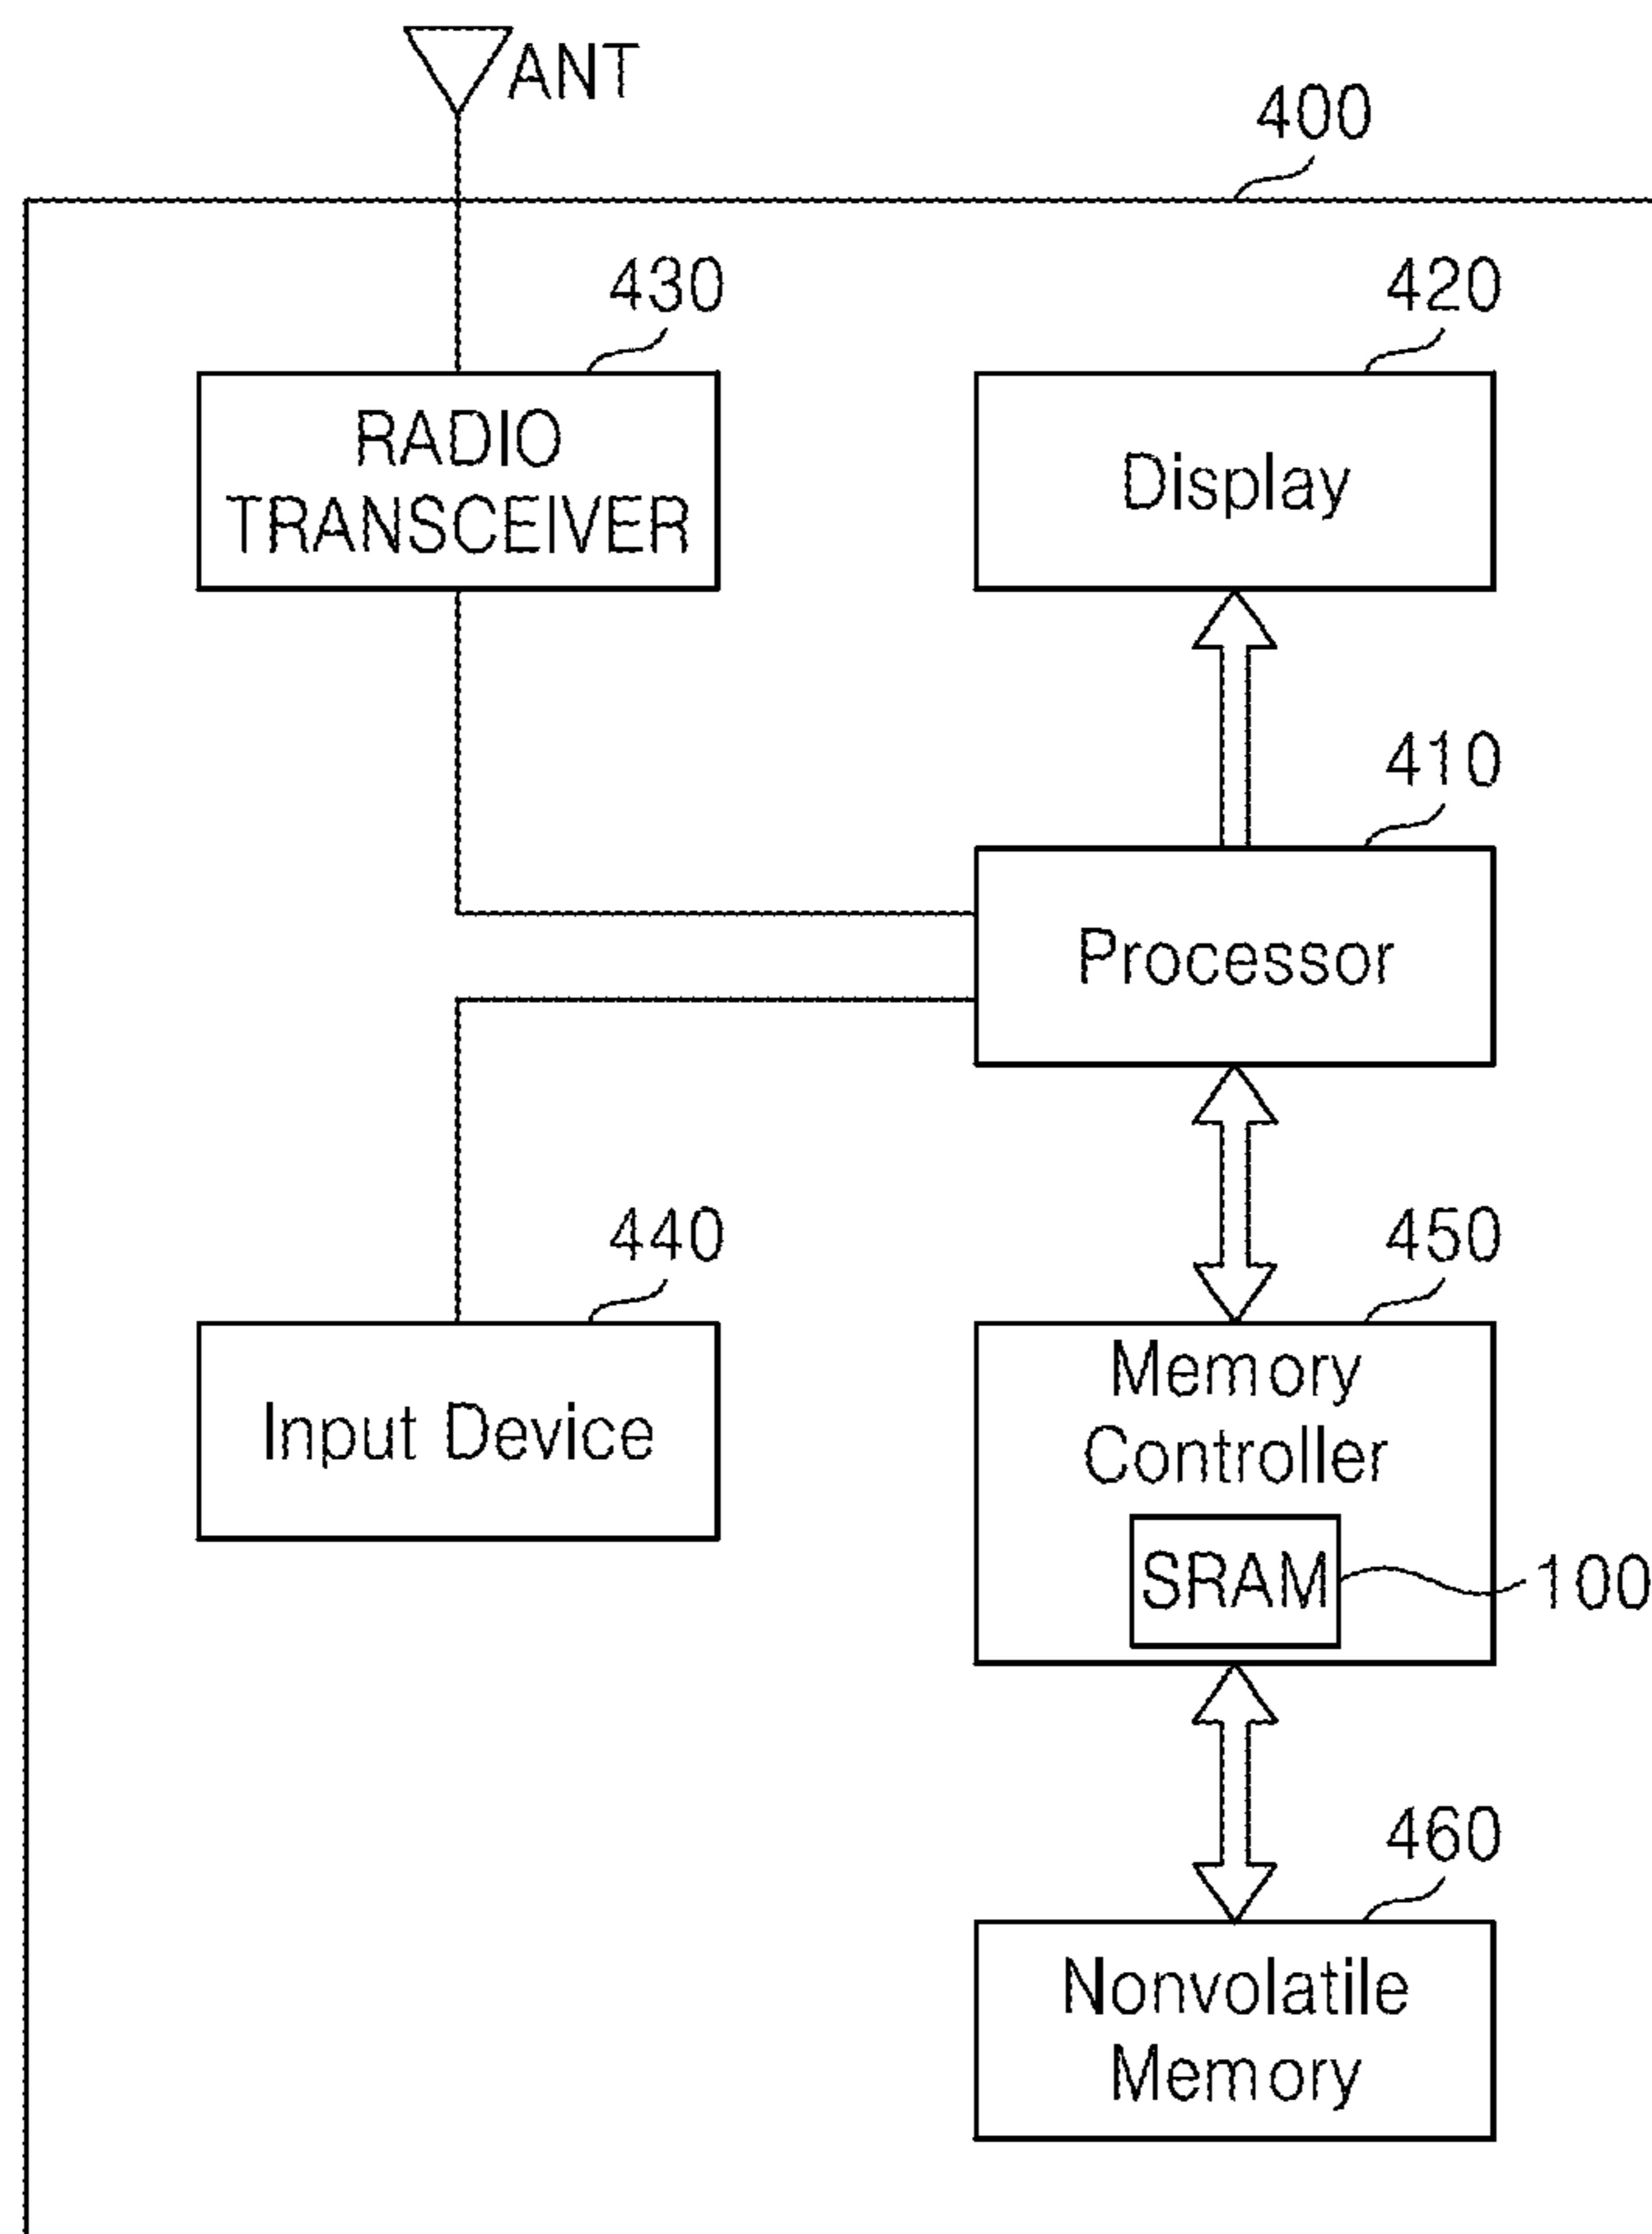 ANT
400
430
420
RADIO
TRANSCEIVER
Display
410
Processor
440
450
Input Device
Memory
Controller
SRAM
100
460
Nonvolatile
Memory